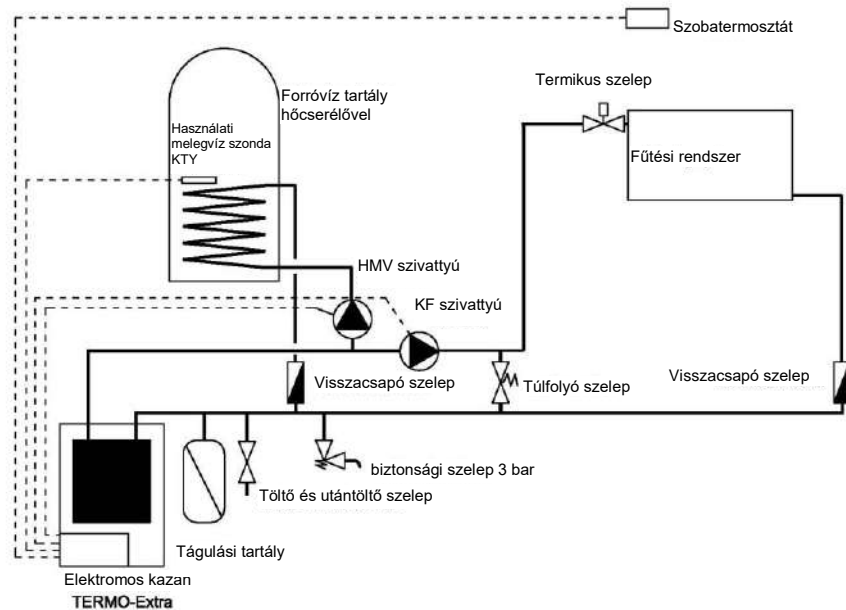 Szobatermosztát
Termikus szelep
Forróvíz tartály
hőcserélővel
Használati
melegvíz szonda
KTY
Fűtési rendszer
HMV szivattyú
KF szivattyú
Visszacsapó szelep
Túlfolyó szelep
Visszacsapó szelep
biztonsági szelep 3 bar
Töltő és utántöltő szelep
Tágulási tartály
Elektromos kazan
TERMO-Extra